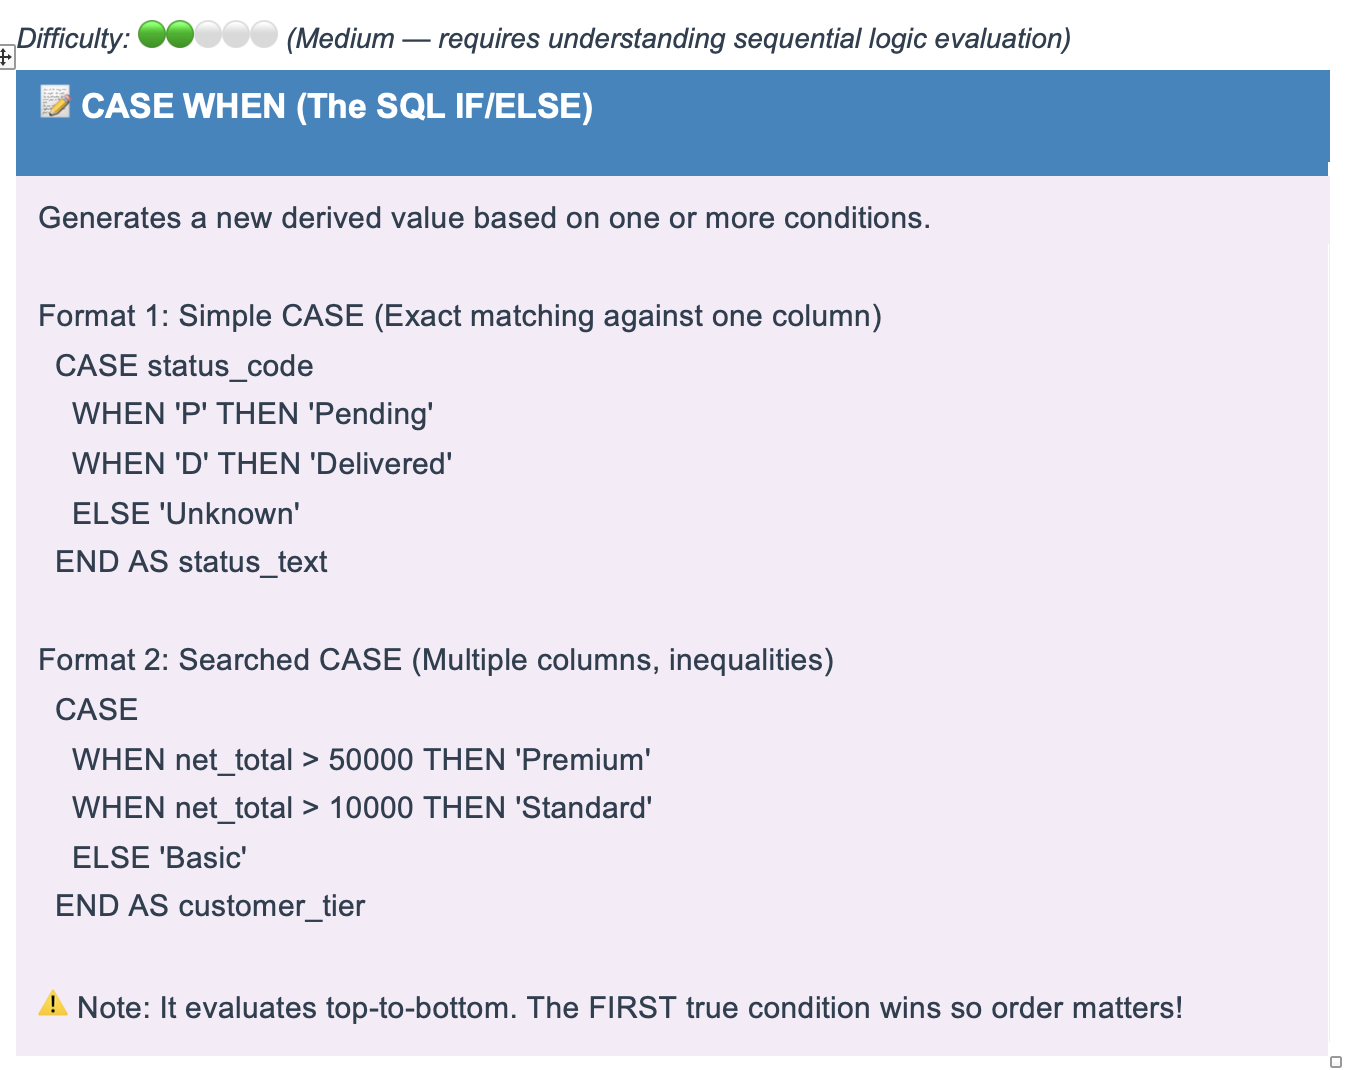 Difficulty: 🟢🟢⚪⚪⚪ (Medium — requires understanding sequential logic evaluation)
📝 CASE WHEN (The SQL IF/ELSE)
Generates a new derived value based on one or more conditions.
Format 1: Simple CASE (Exact matching against one column)
CASE status_code
WHEN 'P' THEN 'Pending'
WHEN 'D' THEN 'Delivered'
ELSE 'Unknown'
END AS status_text
Format 2: Searched CASE (Multiple columns, inequalities)
CASE
WHEN net_total > 50000 THEN 'Premium'
WHEN net_total > 10000 THEN 'Standard'
ELSE 'Basic'
END AS customer_tier
⚠️ Note: It evaluates top-to-bottom. The FIRST true condition wins so order matters!